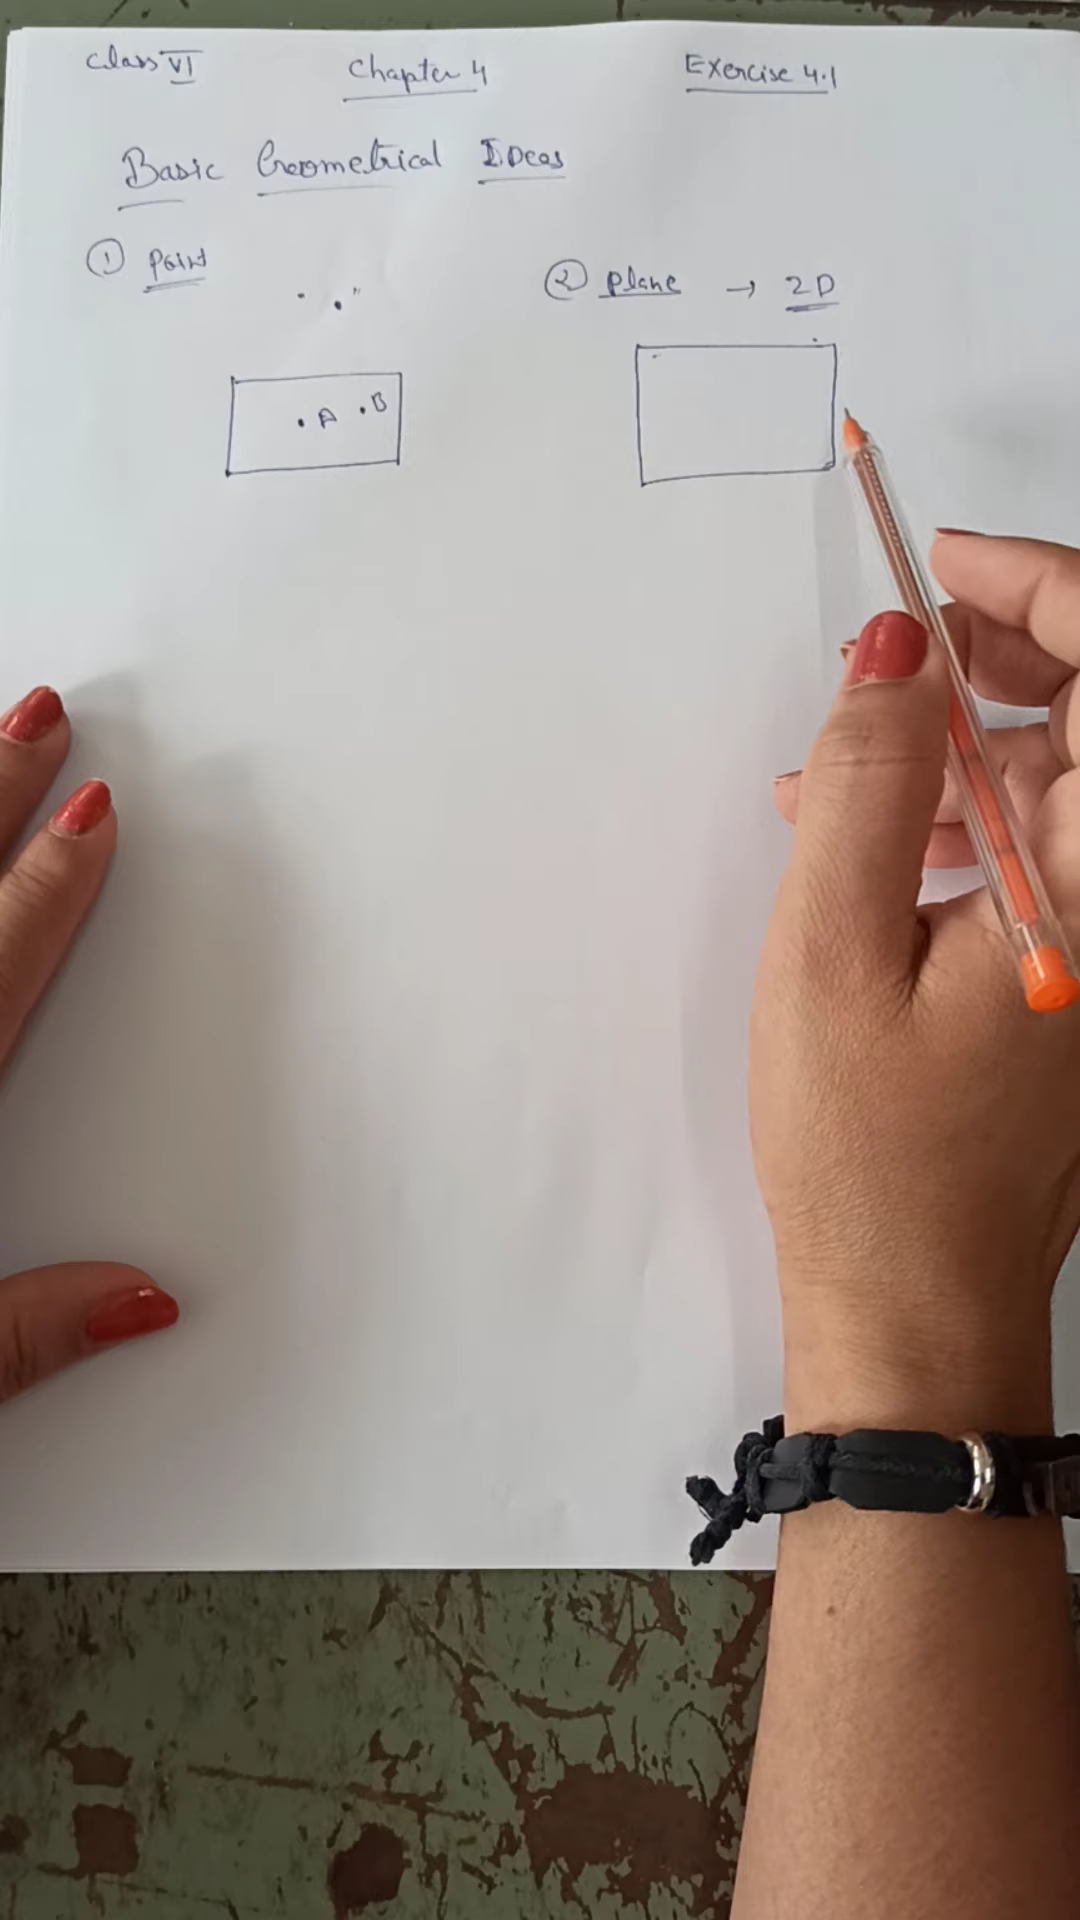 Class VI Chapter 4 Exercise 4.1
Basic Geometrical IDeas
① Point
② plane → 2D
. A . B